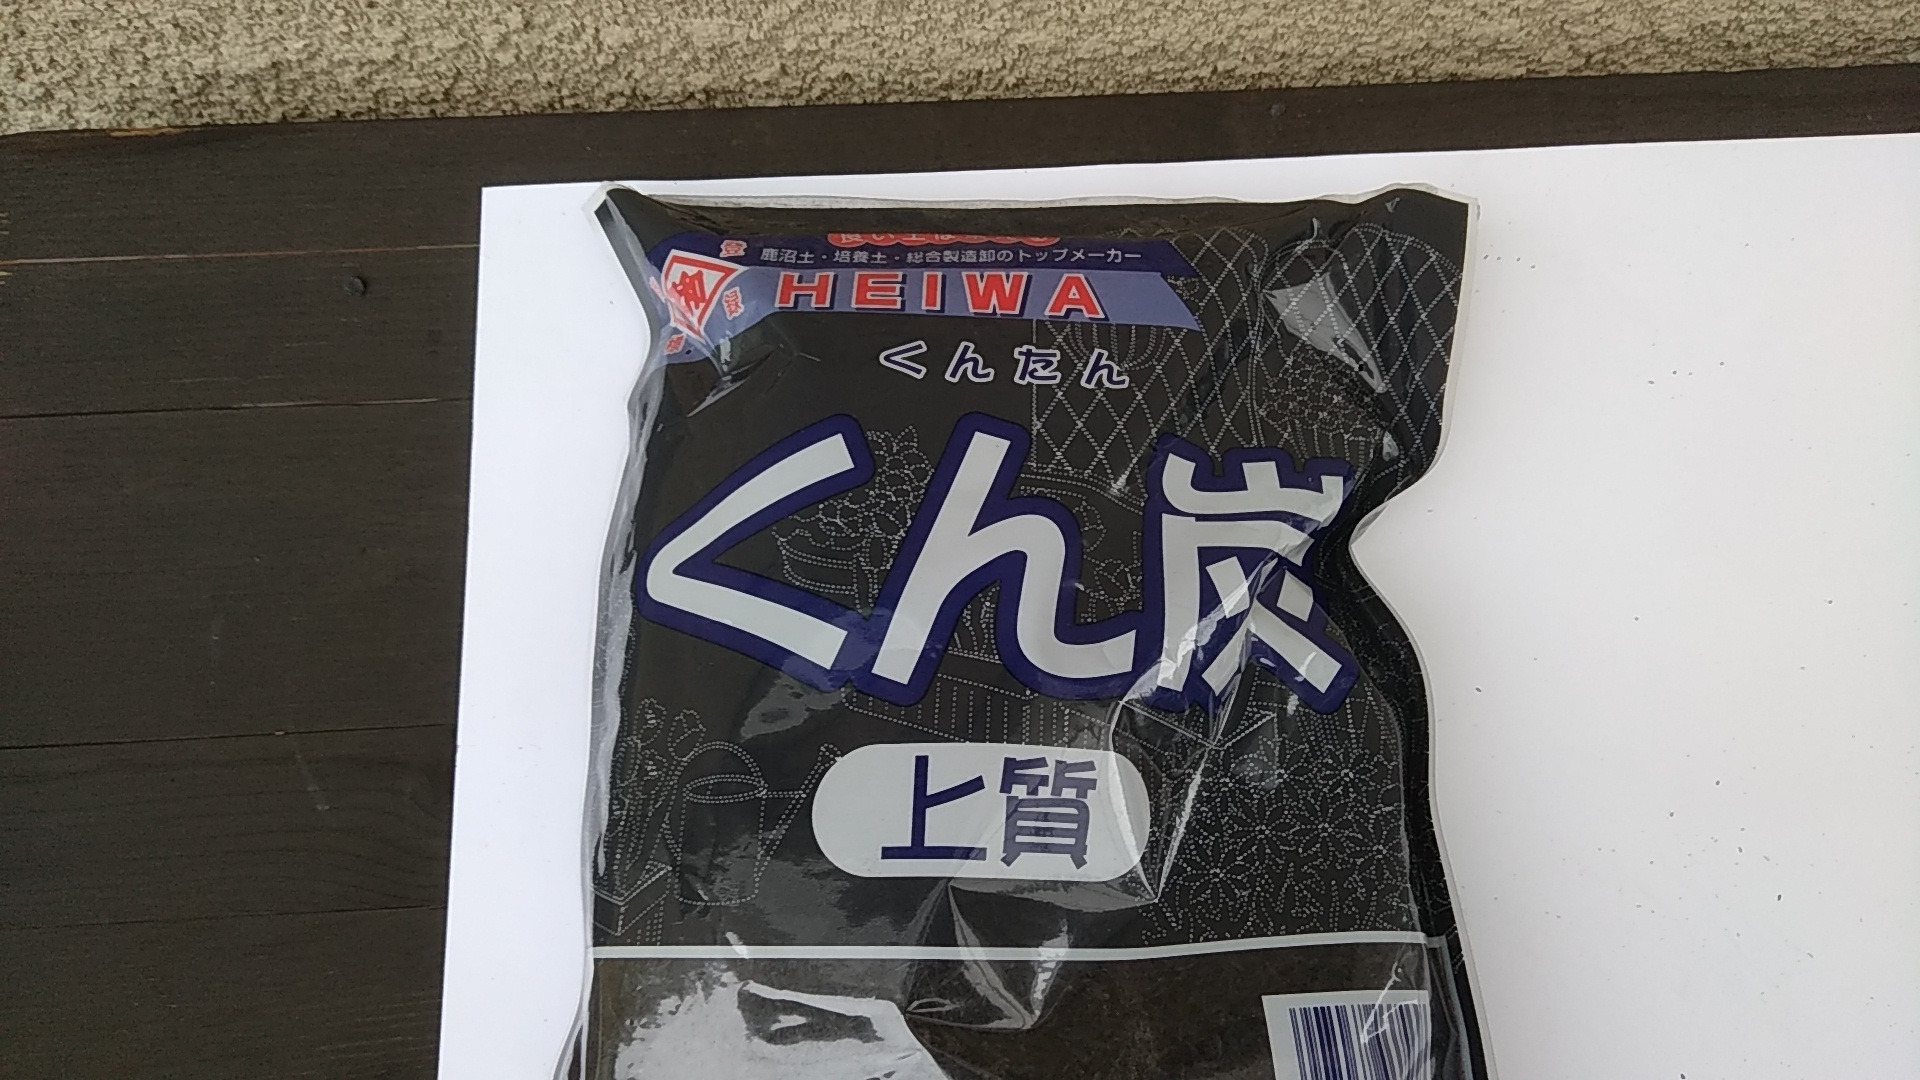 鹿沼土・培養土・総合製造卸のトップメーカー
HEIWA
くんたん
くん炭
上質